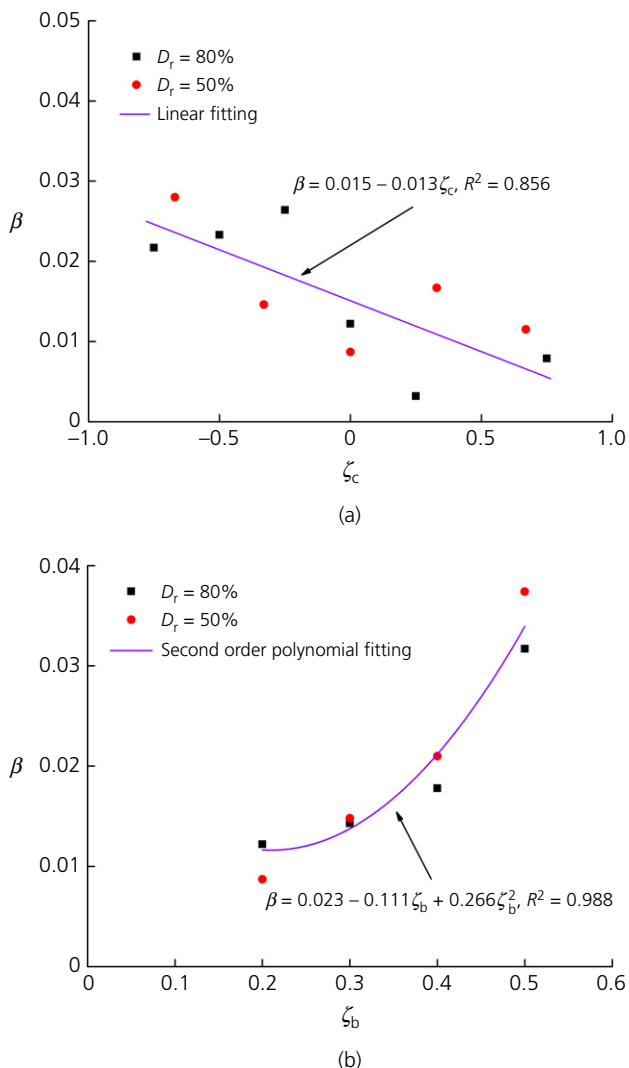 0.05
D_r = 80%
D_r = 50%
Linear fitting
0.04
0.03
β = 0.015 – 0.013ζ_c, R² = 0.856
β
0.02
0.01
0
–1.0 –0.5 0 0.5 1.0
ζ_c
(a)
0.04
D_r = 80%
D_r = 50%
Second order polynomial fitting
0.03
β
0.02
0.01
β = 0.023 – 0.111ζ_b + 0.266ζ_b², R² = 0.988
0
0 0.1 0.2 0.3 0.4 0.5 0.6
ζ_b
(b)